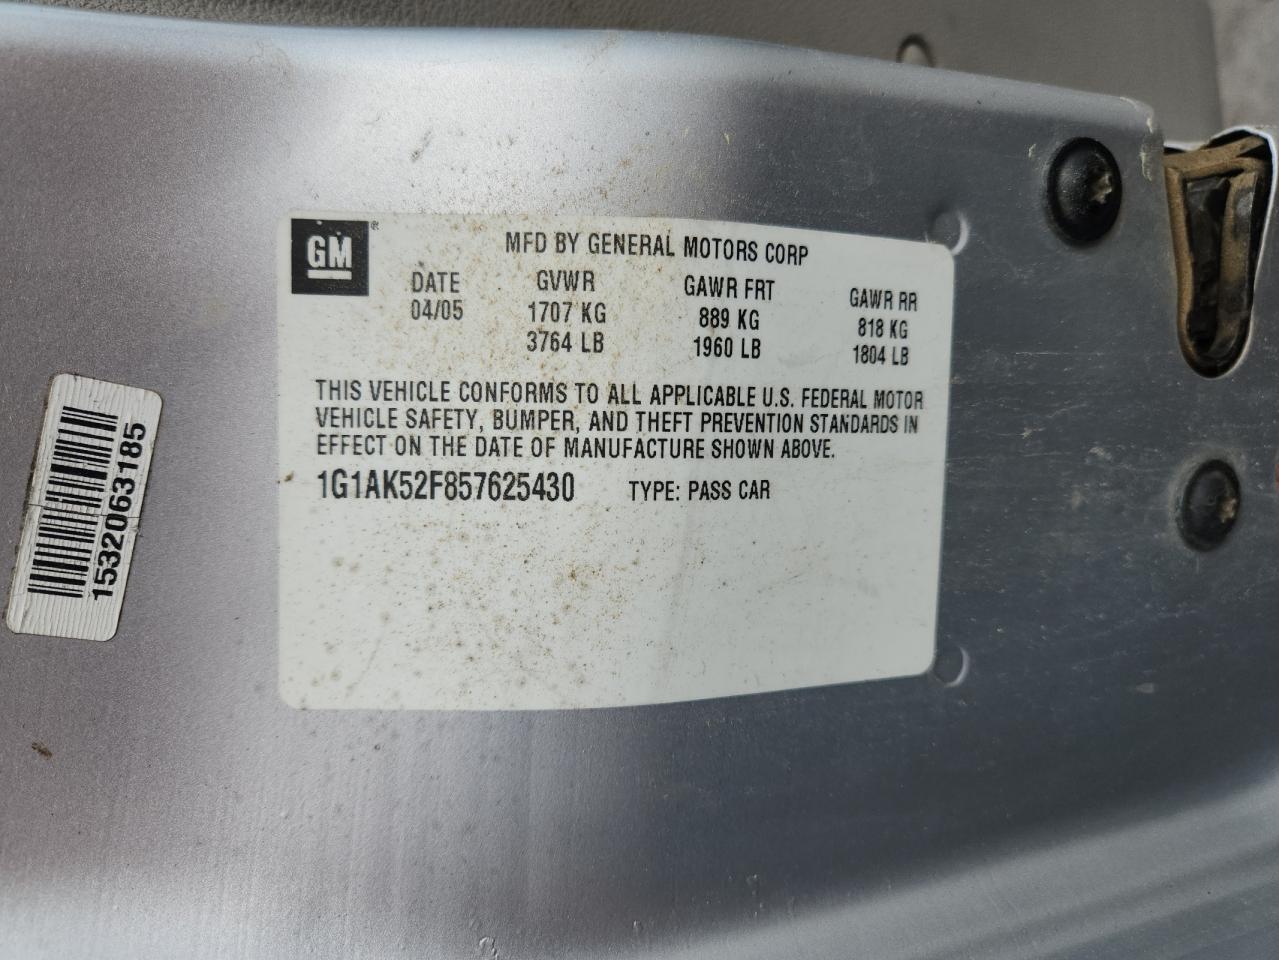 GM®
MFD BY GENERAL MOTORS CORP
DATE GVWR GAWR FRT GAWR RR
04/05 1707 KG 889 KG 818 KG
3764 LB 1960 LB 1804 LB
THIS VEHICLE CONFORMS TO ALL APPLICABLE U.S. FEDERAL MOTOR
VEHICLE SAFETY, BUMPER, AND THEFT PREVENTION STANDARDS IN
EFFECT ON THE DATE OF MANUFACTURE SHOWN ABOVE.
1G1AK52F857625430 TYPE: PASS CAR
1532063185